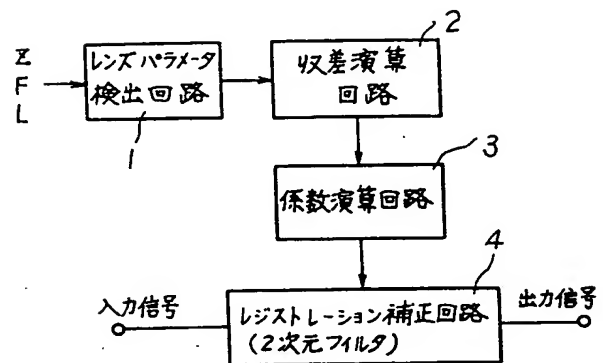 Z
F
L
レンズパラメータ
検出回路
1
収差演算
回路
2
係数演算回路
3
4
入力信号
レジストレーション補正回路
(2次元フィルタ)
出力信号